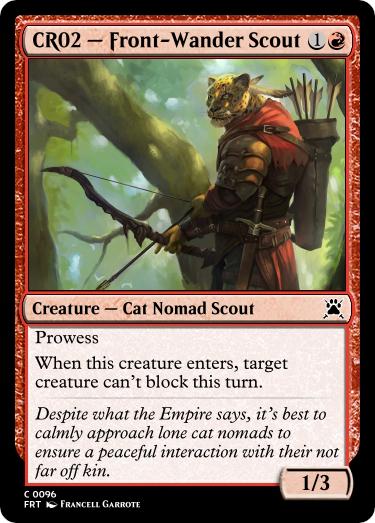 CR02 — Front-Wander Scout 1
Creature — Cat Nomad Scout
Prowess
When this creature enters, target
creature can't block this turn.
Despite what the Empire says, it's best to
calmly approach lone cat nomads to
ensure a peaceful interaction with their not
far off kin.
1/3
C 0096
FRT Francell Garrote